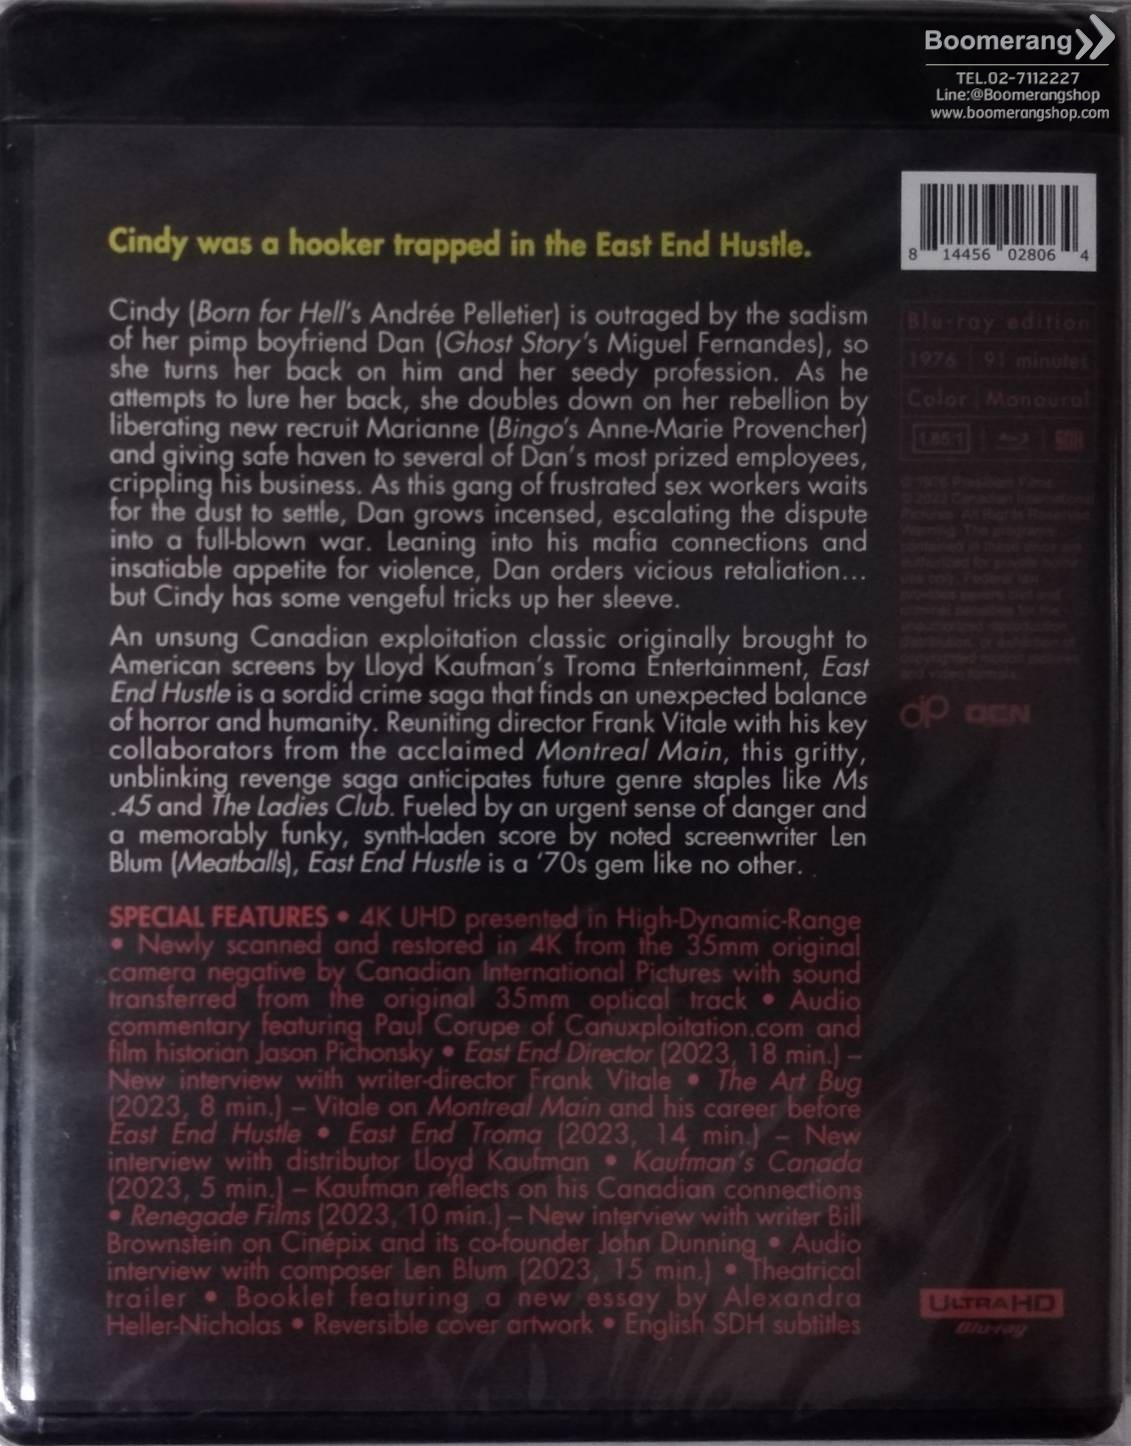 Boomerang
TEL.02-7112227
Line:@Boomerangshop
www.boomerangshop.com
8 14456 02806 4
Cindy was a hooker trapped in the East End Hustle.
Cindy (Born for Hell's Andrée Pelletier) is outraged by the sadism
of her pimp boyfriend Dan (Ghost Story's Miguel Fernandes), so
she turns her back on him and her seedy profession. As he
attempts to lure her back, she doubles down on her rebellion by
liberating new recruit Marianne (Bingo's Anne-Marie Provencher)
and giving safe haven to several of Dan's most prized employees,
crippling his business. As this gang of frustrated sex workers waits
for the dust to settle, Dan grows incensed, escalating the dispute
into a full-blown war. Leaning into his mafia connections and
insatiable appetite for violence, Dan orders vicious retaliation...
but Cindy has some vengeful tricks up her sleeve.
An unsung Canadian exploitation classic originally brought to
American screens by Lloyd Kaufman's Troma Entertainment, East
End Hustle is a sordid crime saga that finds an unexpected balance
of horror and humanity. Reuniting director Frank Vitale with his key
collaborators from the acclaimed Montreal Main, this gritty,
unblinking revenge saga anticipates future genre staples like Ms
.45 and The Ladies Club. Fueled by an urgent sense of danger and
a memorably funky, synth-laden score by noted screenwriter Len
Blum (Meatballs), East End Hustle is a '70s gem like no other.
SPECIAL FEATURES • 4K UHD presented in High-Dynamic-Range
• Newly scanned and restored in 4K from the 35mm original
camera negative by Canadian International Pictures with sound
transferred from the original 35mm optical track • Audio
commentary featuring Paul Corupe of Canuxploitation.com and
film historian Jason Pichonsky • East End Director (2023, 18 min.) –
New interview with writer-director Frank Vitale • The Art Bug
(2023, 8 min.) – Vitale on Montreal Main and his career before
East End Hustle • East End Troma (2023, 14 min.) – New
interview with distributor Lloyd Kaufman • Kaufman's Canada
(2023, 5 min.) – Kaufman reflects on his Canadian connections
• Renegade Films (2023, 10 min.) – New interview with writer Bill
Brownstein on Cinépix and its co-founder John Dunning • Audio
interview with composer Len Blum (2023, 15 min.) • Theatrical
trailer • Booklet featuring a new essay by Alexandra
Heller-Nicholas • Reversible cover artwork • English SDH subtitles
Blu-ray edition
1976 91 minutes
Color Monaural
1.85:1
ULTRA HD
Blu-ray